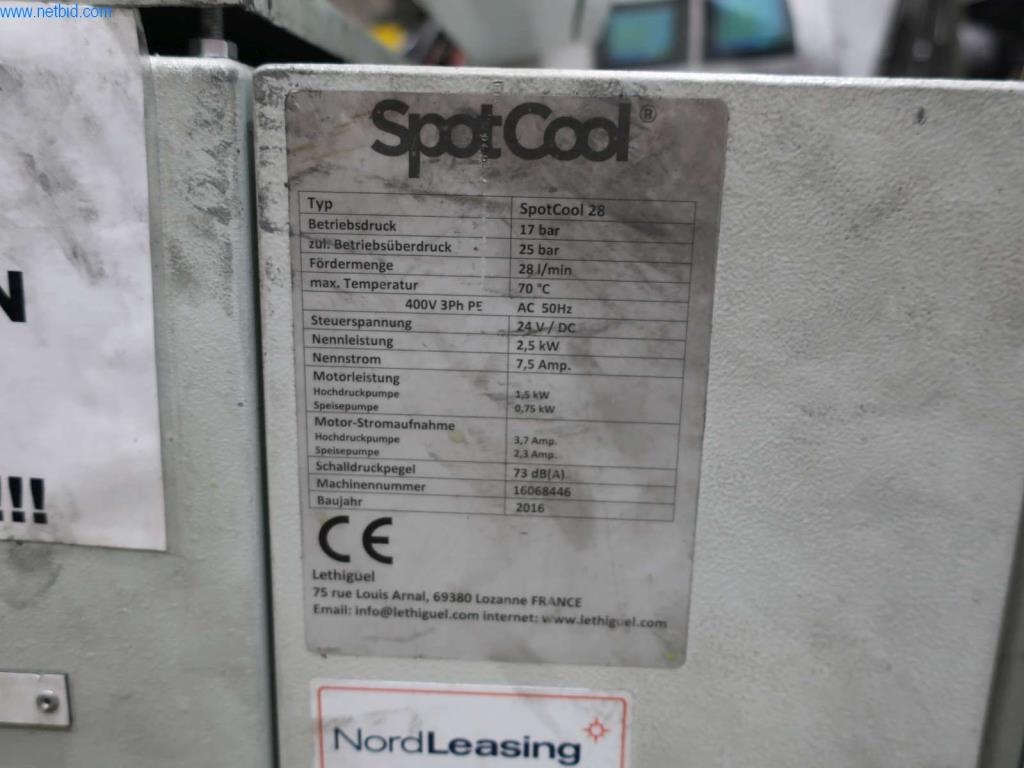 www.netbid.com
SpotCool ®
Typ SpotCool 28
Betriebsdruck 17 bar
zul. Betriebsüberdruck 25 bar
Fördermenge 28 l/min
max. Temperatur 70 °C
400V 3Ph PE AC 50Hz
Steuerspannung 24 V / DC
Nennleistung 2,5 kW
Nennstrom 7,5 Amp.
Motorleistung
Hochdruckpumpe 1,5 kW
Speisepumpe 0,75 kW
Motor-Stromaufnahme
Hochdruckpumpe 3,7 Amp.
Speisepumpe 2,3 Amp.
Schalldruckpegel 73 dB(A)
Machinennummer 16068446
Baujahr 2016
CE
Lethiguel
75 rue Louis Arnal, 69380 Lozanne FRANCE
Email: info@lethiguel.com internet: www.lethiguel.com
NordLeasing
N
!!!